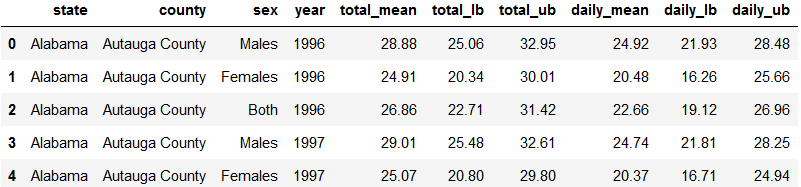 state county sex year total_mean total_lb total_ub daily_mean daily_lb daily_ub
0 Alabama Autauga County Males 1996 28.88 25.06 32.95 24.92 21.93 28.48
1 Alabama Autauga County Females 1996 24.91 20.34 30.01 20.48 16.26 25.66
2 Alabama Autauga County Both 1996 26.86 22.71 31.42 22.66 19.12 26.96
3 Alabama Autauga County Males 1997 29.01 25.48 32.61 24.74 21.81 28.25
4 Alabama Autauga County Females 1997 25.07 20.80 29.80 20.37 16.71 24.94